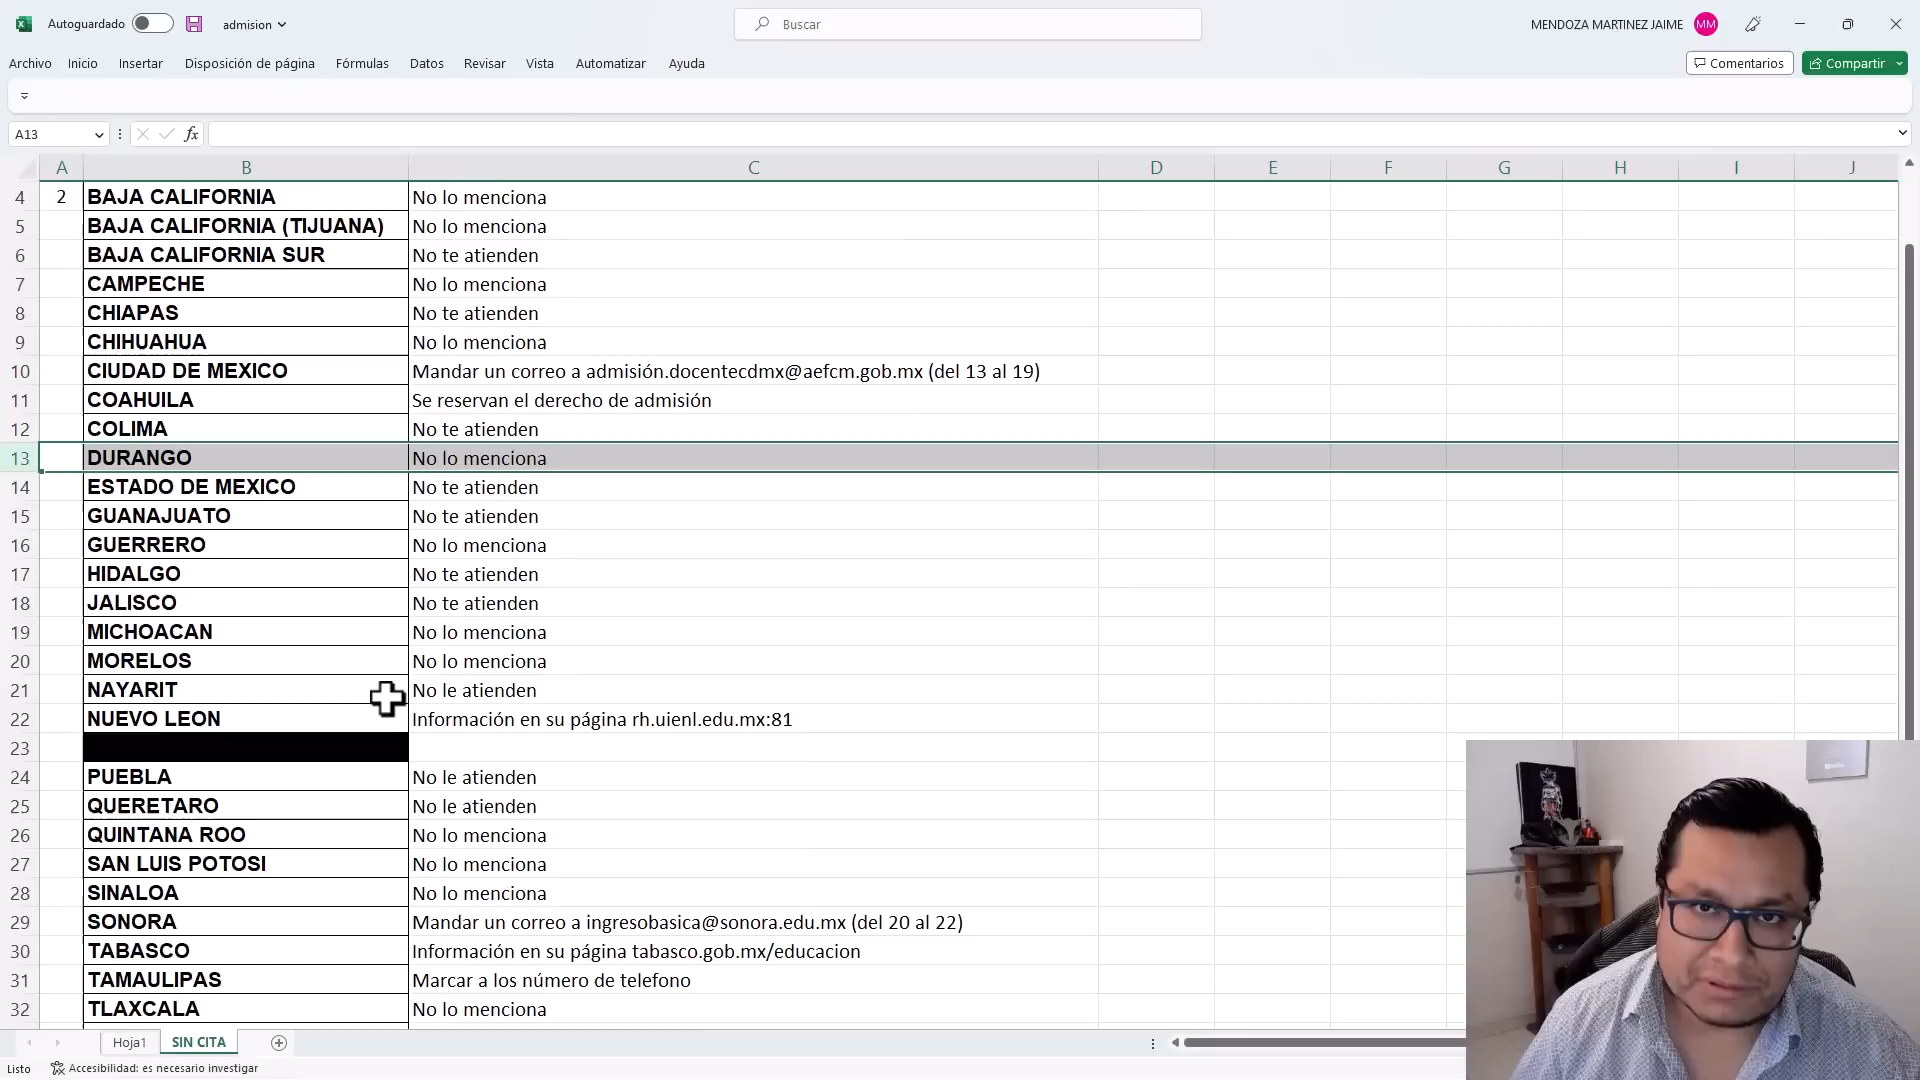 Autoguardado
admision
Buscar
MENDOZA MARTINEZ JAIME
MM
Archivo Inicio Insertar Disposición de página Fórmulas Datos Revisar Vista Automatizar Ayuda
Comentarios
Compartir
A13
fx
A B C D E F G H I J
4 2 BAJA CALIFORNIA No lo menciona
5 BAJA CALIFORNIA (TIJUANA) No lo menciona
6 BAJA CALIFORNIA SUR No te atienden
7 CAMPECHE No lo menciona
8 CHIAPAS No te atienden
9 CHIHUAHUA No lo menciona
10 CIUDAD DE MEXICO Mandar un correo a admisión.docentecdmx@aefcm.gob.mx (del 13 al 19)
11 COAHUILA Se reservan el derecho de admisión
12 COLIMA No te atienden
13 DURANGO No lo menciona
14 ESTADO DE MEXICO No te atienden
15 GUANAJUATO No te atienden
16 GUERRERO No lo menciona
17 HIDALGO No te atienden
18 JALISCO No te atienden
19 MICHOACAN No lo menciona
20 MORELOS No lo menciona
21 NAYARIT No le atienden
22 NUEVO LEON Información en su página rh.uienl.edu.mx:81
23
24 PUEBLA No le atienden
25 QUERETARO No le atienden
26 QUINTANA ROO No lo menciona
27 SAN LUIS POTOSI No lo menciona
28 SINALOA No lo menciona
29 SONORA Mandar un correo a ingresobasica@sonora.edu.mx (del 20 al 22)
30 TABASCO Información en su página tabasco.gob.mx/educacion
31 TAMAULIPAS Marcar a los número de telefono
32 TLAXCALA No lo menciona
Hoja1 SIN CITA
Listo Accesibilidad: es necesario investigar